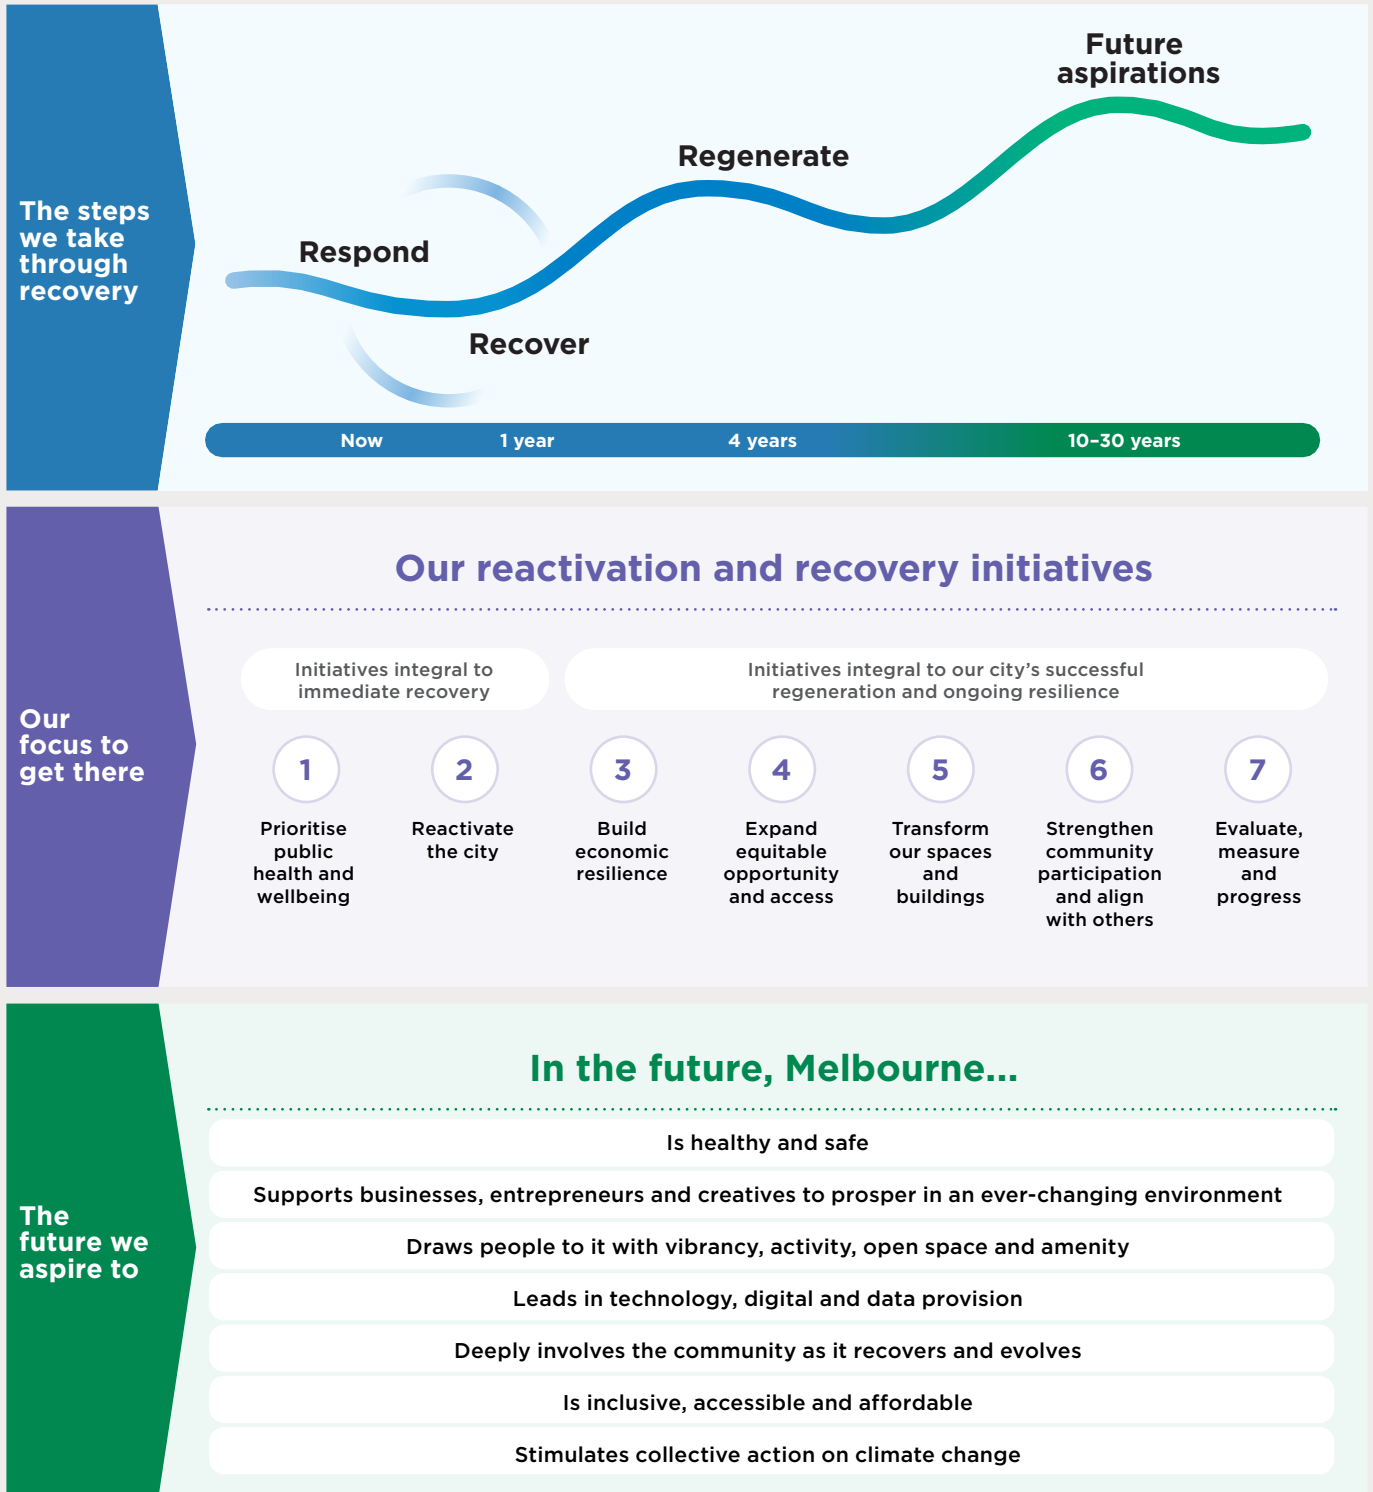 The steps
we take
through
recovery
Future
aspirations
Regenerate
Respond
Recover
Now
1 year
4 years
10–30 years
Our
focus to
get there
Our reactivation and recovery initiatives
Initiatives integral to
immediate recovery
Initiatives integral to our city’s successful
regeneration and ongoing resilience
1
Prioritise
public
health and
wellbeing
2
Reactivate
the city
3
Build
economic
resilience
4
Expand
equitable
opportunity
and access
5
Transform
our spaces
and
buildings
6
Strengthen
community
participation
and align
with others
7
Evaluate,
measure
and
progress
The
future we
aspire to
In the future, Melbourne...
Is healthy and safe
Supports businesses, entrepreneurs and creatives to prosper in an ever-changing environment
Draws people to it with vibrancy, activity, open space and amenity
Leads in technology, digital and data provision
Deeply involves the community as it recovers and evolves
Is inclusive, accessible and affordable
Stimulates collective action on climate change